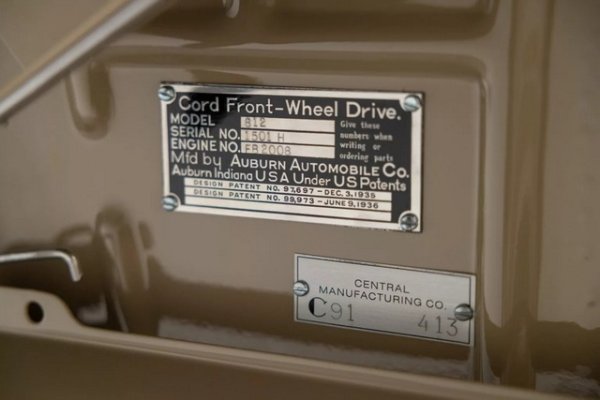 Cord Front-Wheel Drive.
MODEL 812
SERIAL NO. 1501 H
ENGINE NO. FB2008
Give these
numbers when
writing or
ordering parts
Mfd by AUBURN AUTOMOBILE CO.
Auburn Indiana USA Under US Patents
DESIGN PATENT NO. 97,697 - DEC. 3, 1935
DESIGN PATENT NO. 99,973 - JUNE 9, 1936
CENTRAL
MANUFACTURING CO.
C91 413